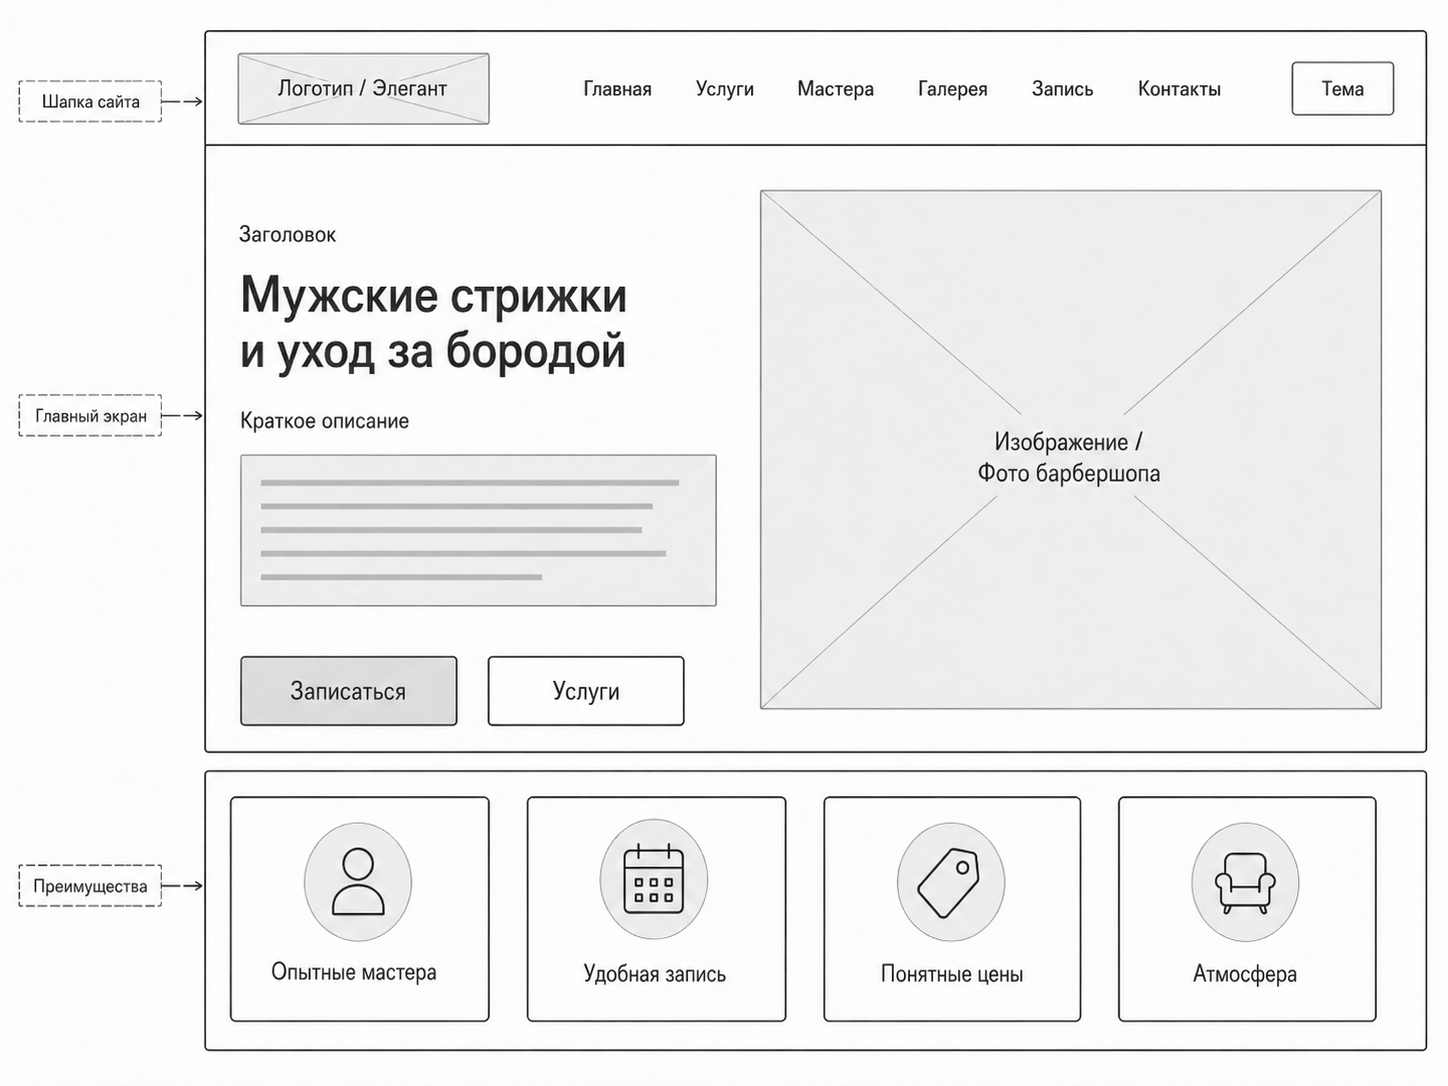 Шапка сайта
Логотип / Элегант
Главная
Услуги
Мастера
Галерея
Запись
Контакты
Тема
Главный экран
Заголовок
Мужские стрижки
и уход за бородой
Краткое описание
Записаться
Услуги
Изображение /
Фото барбершопа
Преимущества
Опытные мастера
Удобная запись
Понятные цены
Атмосфера